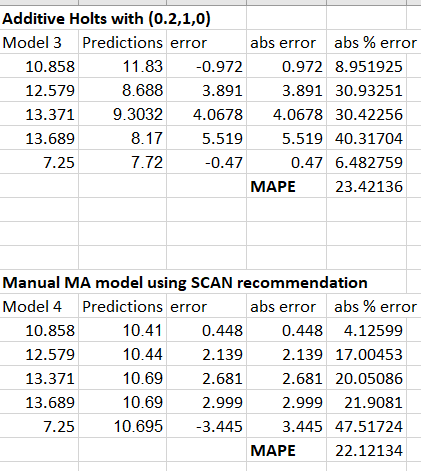 Additive Holts with (0.2,1,0)
Model 3 Predictions error abs error abs % error
10.858 11.83 -0.972 0.972 8.951925
12.579 8.688 3.891 3.891 30.93251
13.371 9.3032 4.0678 4.0678 30.42256
13.689 8.17 5.519 5.519 40.31704
7.25 7.72 -0.47 0.47 6.482759
MAPE 23.42136
Manual MA model using SCAN recommendation
Model 4 Predictions error abs error abs % error
10.858 10.41 0.448 0.448 4.12599
12.579 10.44 2.139 2.139 17.00453
13.371 10.69 2.681 2.681 20.05086
13.689 10.69 2.999 2.999 21.9081
7.25 10.695 -3.445 3.445 47.51724
MAPE 22.12134